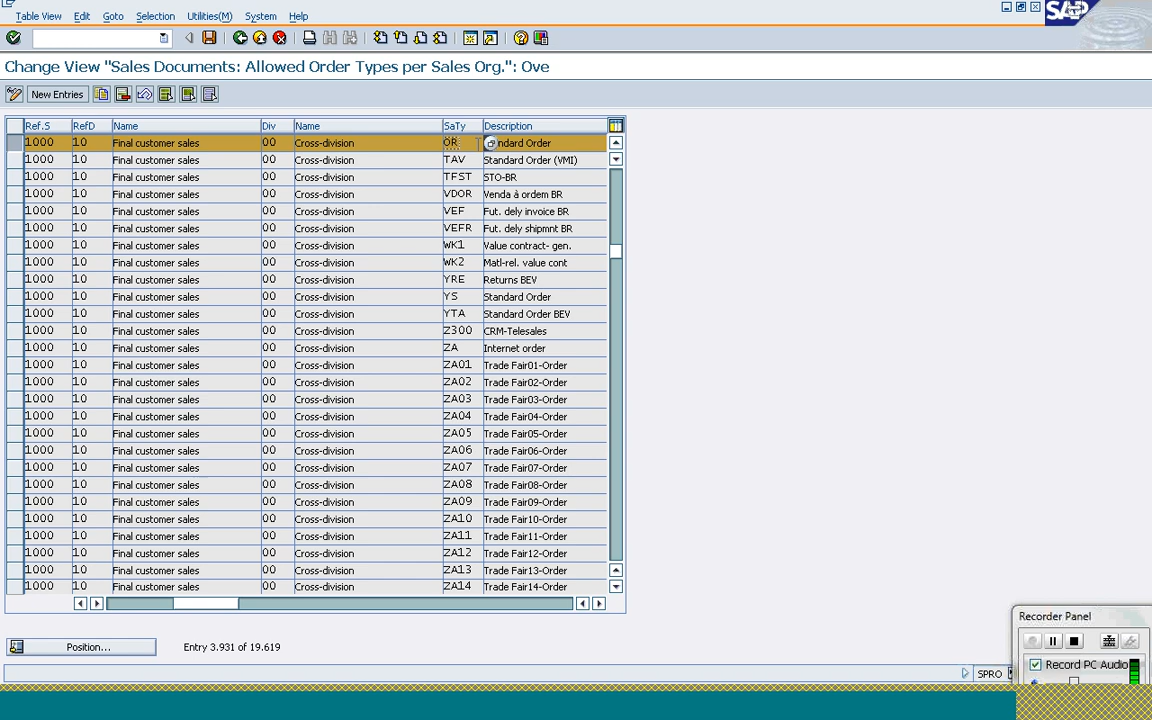 Table View Edit Goto Selection Utilities(M) System Help
SAP
Change View "Sales Documents: Allowed Order Types per Sales Org.": Ove
New Entries
Ref.S RefD Name Div Name SaTy Description
1000 10 Final customer sales 00 Cross-division OR ndard Order
1000 10 Final customer sales 00 Cross-division TAV Standard Order (VMI)
1000 10 Final customer sales 00 Cross-division TFST STO-BR
1000 10 Final customer sales 00 Cross-division VDOR Venda à ordem BR
1000 10 Final customer sales 00 Cross-division VEF Fut. dely invoice BR
1000 10 Final customer sales 00 Cross-division VEFR Fut. dely shipmnt BR
1000 10 Final customer sales 00 Cross-division WK1 Value contract- gen.
1000 10 Final customer sales 00 Cross-division WK2 Matl-rel. value cont
1000 10 Final customer sales 00 Cross-division YRE Returns BEV
1000 10 Final customer sales 00 Cross-division YS Standard Order
1000 10 Final customer sales 00 Cross-division YTA Standard Order BEV
1000 10 Final customer sales 00 Cross-division Z300 CRM-Telesales
1000 10 Final customer sales 00 Cross-division ZA Internet order
1000 10 Final customer sales 00 Cross-division ZA01 Trade Fair01-Order
1000 10 Final customer sales 00 Cross-division ZA02 Trade Fair02-Order
1000 10 Final customer sales 00 Cross-division ZA03 Trade Fair03-Order
1000 10 Final customer sales 00 Cross-division ZA04 Trade Fair04-Order
1000 10 Final customer sales 00 Cross-division ZA05 Trade Fair05-Order
1000 10 Final customer sales 00 Cross-division ZA06 Trade Fair06-Order
1000 10 Final customer sales 00 Cross-division ZA07 Trade Fair07-Order
1000 10 Final customer sales 00 Cross-division ZA08 Trade Fair08-Order
1000 10 Final customer sales 00 Cross-division ZA09 Trade Fair09-Order
1000 10 Final customer sales 00 Cross-division ZA10 Trade Fair10-Order
1000 10 Final customer sales 00 Cross-division ZA11 Trade Fair11-Order
1000 10 Final customer sales 00 Cross-division ZA12 Trade Fair12-Order
1000 10 Final customer sales 00 Cross-division ZA13 Trade Fair13-Order
1000 10 Final customer sales 00 Cross-division ZA14 Trade Fair14-Order
Recorder Panel
Position... Entry 3.931 of 19.619
Record PC Audio
SPRO